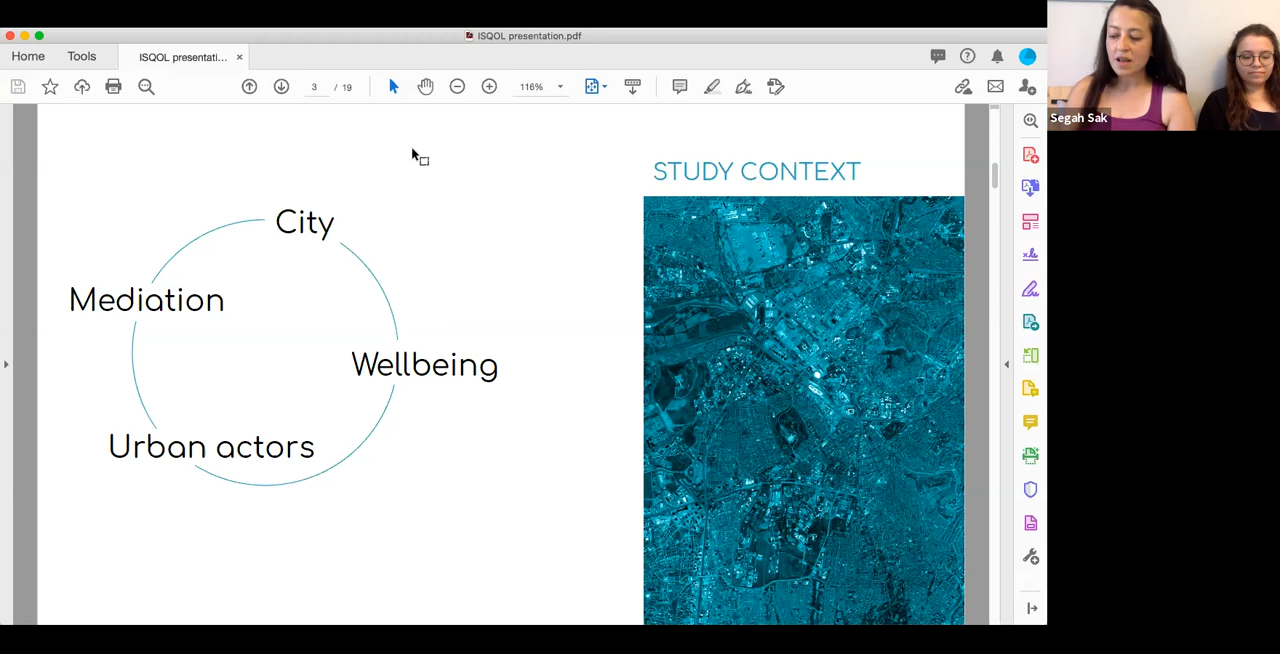 ISQOL presentation.pdf
Home
Tools
ISQOL presentati...
3 / 19
116%
Segah Sak
STUDY CONTEXT
City
Mediation
Wellbeing
Urban actors